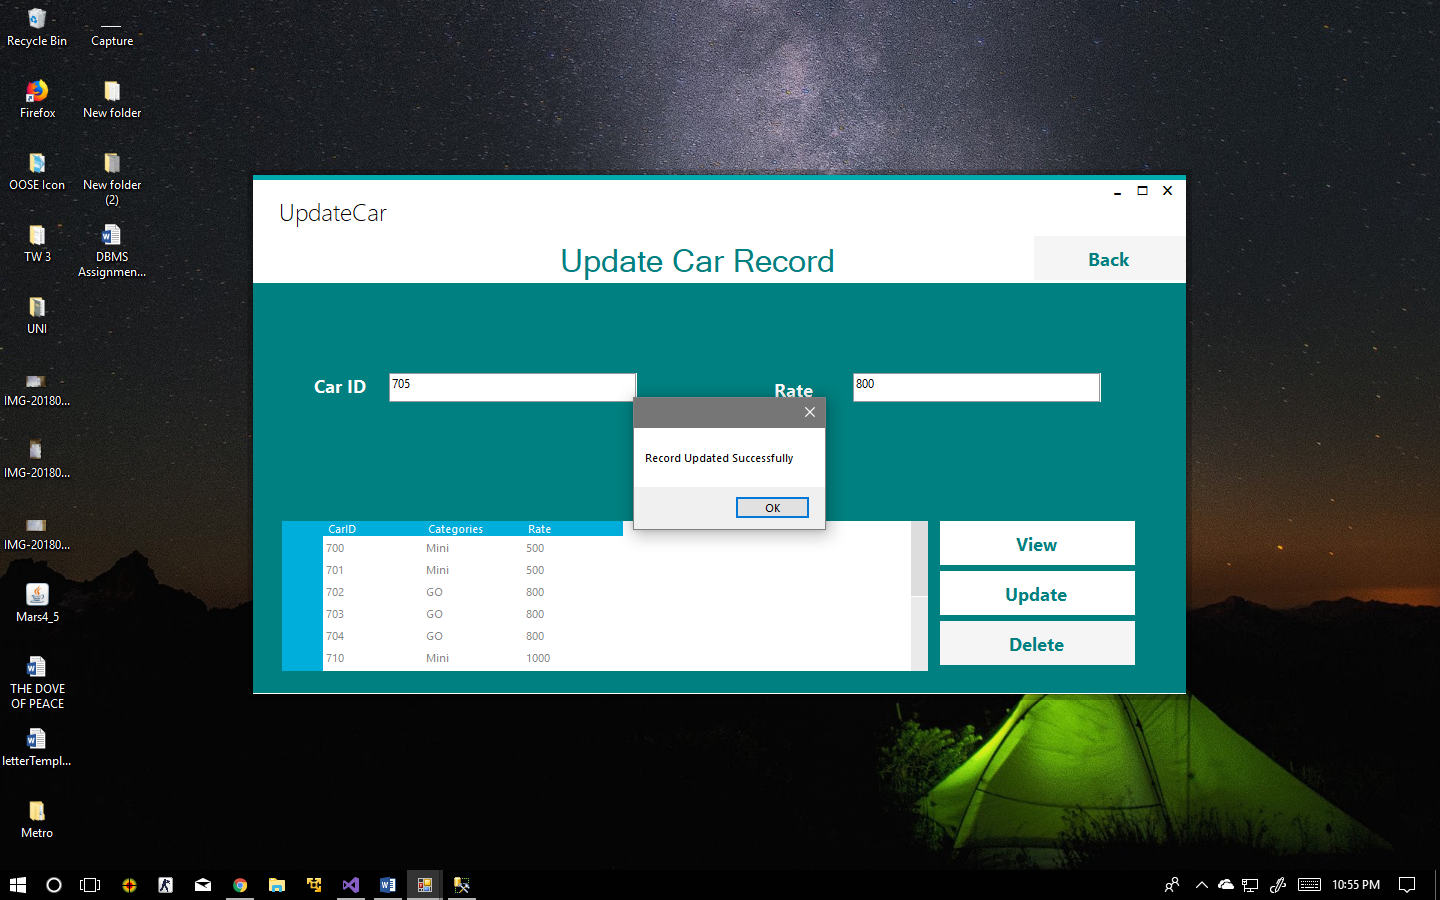 Recycle Bin
Capture
Firefox
New folder
OOSE Icon
New folder
(2)
TW 3
DBMS
Assignmen...
UNI
IMG-20180...
IMG-20180...
IMG-20180...
Mars4_5
THE DOVE
OF PEACE
letterTempl...
Metro
UpdateCar
Update Car Record
Back
Car ID
705
Rate
800
Record Updated Successfully
OK
CarID Categories Rate
700 Mini 500
701 Mini 500
702 GO 800
703 GO 800
704 GO 800
710 Mini 1000
View
Update
Delete
10:55 PM